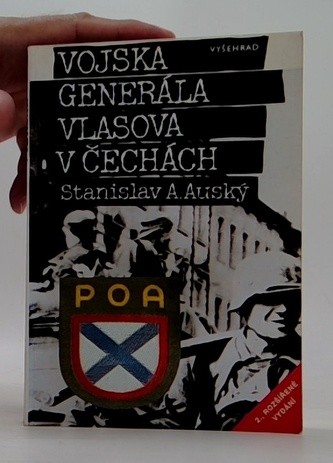 VYŠEHRAD
VOJSKA
GENERÁLA
VLASOVA
V ČECHÁCH
Stanislav A. Auský
POA
2., ROZŠÍŘENÉ
VYDÁNÍ